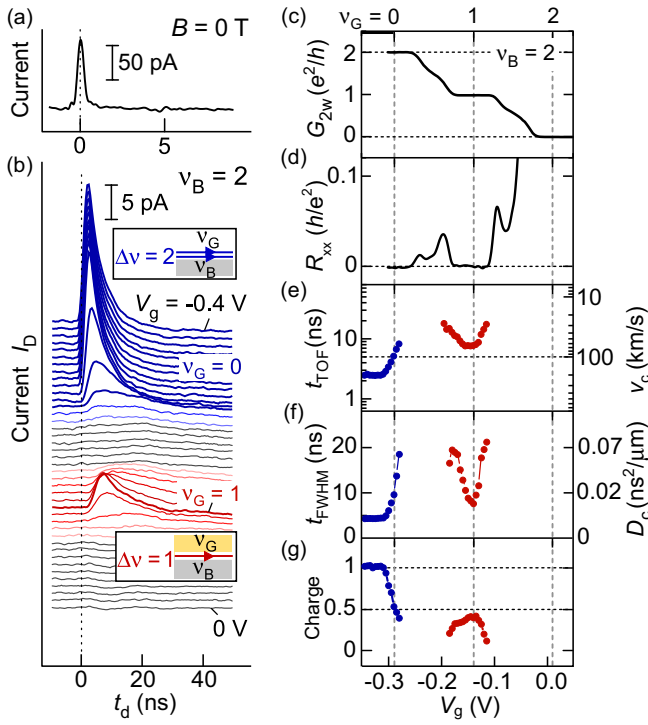 (a)
B = 0 T
50 pA
Current
0
5
(b)
ν_B = 2
5 pA
Δν = 2
ν_G
ν_B
V_g = -0.4 V
ν_G = 0
ν_G = 1
Δν = 1
ν_G
ν_B
0 V
Current I_D
0
20
40
t_d (ns)
(c)
ν_G = 0
1
2
ν_B = 2
G_2w (e²/h)
2
1
0
(d)
R_xx (h/e²)
0.1
0
(e)
t_TOF (ns)
10
1
10
100
v_c (km/s)
(f)
t_FWHM (ns)
20
10
0
0.07
0.02
0
D_c (ns²/μm)
(g)
Charge
1
0.5
0
-0.3
-0.2
-0.1
0.0
V_g (V)